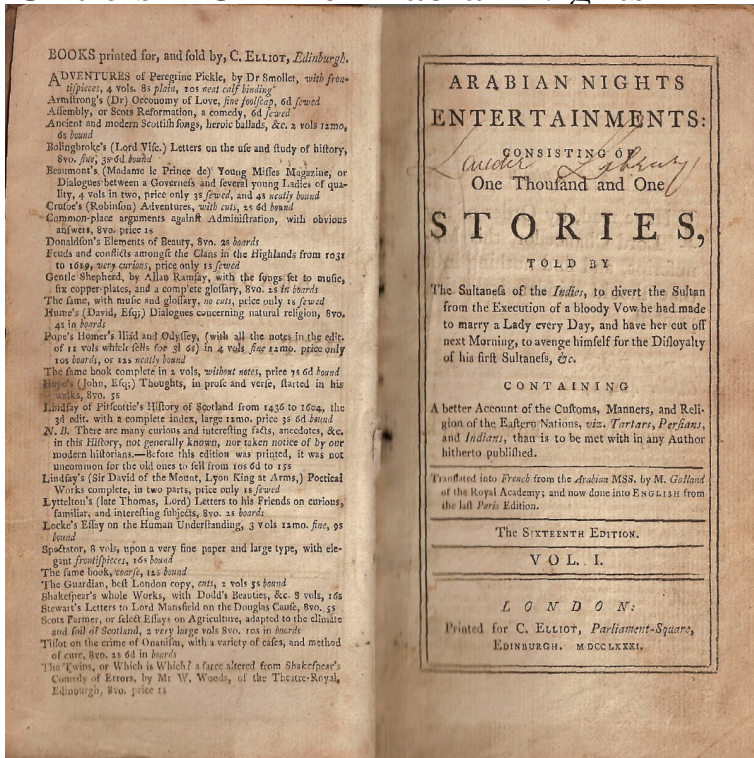 BOOKS printed for, and sold by, C. ELLIOT, Edinburgh.
ADVENTURES of Peregrine Pickle, by Dr Smollet, with fron-
tispieces, 4 vols. 8s plain, 10s neat calf binding
Armstrong's (Dr) Oeconomy of Love, fine foolscap, 6d sewed
Assembly, or Scots Reformation, a comedy, 6d sewed
Ancient and modern Scottish songs, heroic ballads, &c. 2 vols 12mo,
6s bound
Bolingbroke's (Lord Visc.) Letters on the use and study of history,
8vo. fine, 3s 6d bound
Beaumont's (Madame le Prince de) Young Misses Magazine, or
Dialogues between a Governess and several young Ladies of qua-
lity, 4 vols in two, price only 3s sewed, and 4s neatly bound
Crusoe's (Robinson) Adventures, with cuts, 2s 6d bound
Common-place arguments against Administration, with obvious
answers, 8vo. price 1s
Donaldson's Elements of Beauty, 8vo. 2s boards
Feuds and conflicts amongst the Clans in the Highlands from 1031
to 1619, very curious, price only 1s sewed
Gentle Shepherd, by Allan Ramsay, with the songs set to music,
six copper-plates, and a complete glossary, 8vo. 2s in boards
The same, with music and glossary, no cuts, price only 1s sewed
Hume's (David, Esq;) Dialogues concerning natural religion, 8vo.
4s in boards
Pope's Homer's Iliad and Odyssey, (with all the notes in the edit.
of 11 vols which sells for 3l 6s) in 4 vols fine 12mo. price only
10s boards, or 12s neatly bound
The same book complete in 2 vols, without notes, price 7s 6d bound
Hope's (John, Esq;) Thoughts, in prose and verse, started in his
walks, 8vo. 5s
Lindsay of Pitscottie's History of Scotland from 1436 to 1604, the
3d edit. with a complete index, large 12mo. price 3s 6d bound
N. B. There are many curious and interesting facts, anecdotes, &c.
in this History, not generally known, nor taken notice of by our
modern historians.—Before this edition was printed, it was not
uncommon for the old ones to sell from 10s 6d to 15s
Lindsay's (Sir David of the Mount, Lyon King at Arms,) Poetical
Works complete, in two parts, price only 1s sewed
Lyttelton's (late Thomas, Lord) Letters to his Friends on curious,
familiar, and interesting subjects, 8vo. 2s boards
Locke's Essay on the Human Understanding, 3 vols 12mo. fine, 9s
bound
Spectator, 8 vols, upon a very fine paper and large type, with ele-
gant frontispieces, 16s bound
The same book, coarse, 12s bound
The Guardian, best London copy, cuts, 2 vols 5s bound
Shakespear's whole Works, with Dodd's Beauties, &c. 8 vols, 16s
Stewart's Letters to Lord Mansfield on the Douglas Cause, 8vo. 5s
Scots Farmer, or select Essays on Agriculture, adapted to the climate
and soil of Scotland, 2 very large vols 8vo. 10s in boards
Tissot on the crime of Onanism, with a variety of cases, and method
of cure, 8vo. 2s 6d in boards
The Twins, or Which is Which? a farce altered from Shakespear's
Comedy of Errors, by Mr W. Woods, of the Theatre-Royal,
Edinburgh, 8vo. price 1s
ARABIAN NIGHTS
ENTERTAINMENTS:
CONSISTING OF
Library
One Thousand and One
STORIES,
TOLD BY
The Sultaness of the Indies, to divert the Sultan
from the Execution of a bloody Vow he had made
to marry a Lady every Day, and have her cut off
next Morning, to avenge himself for the Disloyalty
of his first Sultaness, &c.
CONTAINING
A better Account of the Customs, Manners, and Reli-
gion of the Eastern Nations, viz. Tartars, Persians,
and Indians, than is to be met with in any Author
hitherto published.
Translated into French from the Arabian MSS. by M. Galland
of the Royal Academy; and now done into ENGLISH from
the last Paris Edition.
The SIXTEENTH EDITION.
VOL. I.
LONDON:
Printed for C. ELLIOT, Parliament-Square,
EDINBURGH. MDCCLXXXI.